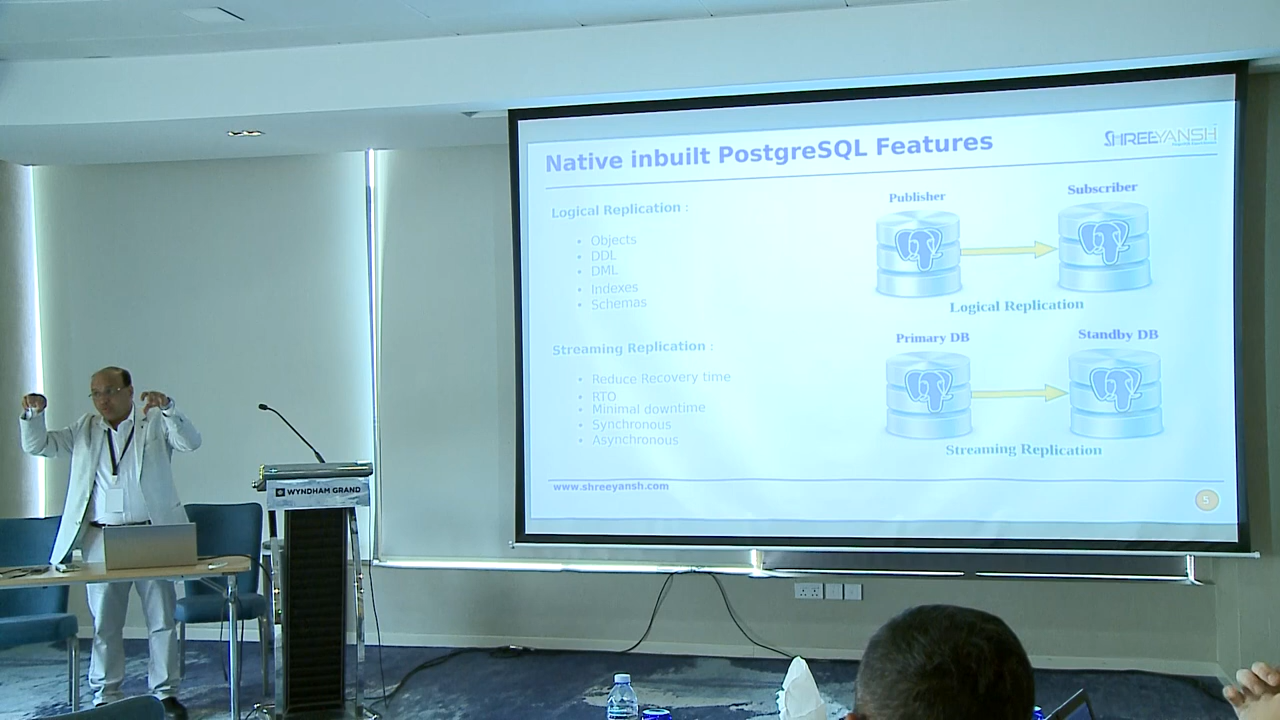 Native inbuilt PostgreSQL Features
SHREEYANSH
Logical Replication :
• Objects
• DDL
• DML
• Indexes
• Schemas
Publisher
Subscriber
Logical Replication
Streaming Replication :
• Reduce Recovery time
• RTO
• Minimal downtime
• Synchronous
• Asynchronous
Primary DB
Standby DB
Streaming Replication
www.shreeyansh.com
5
WYNDHAM GRAND